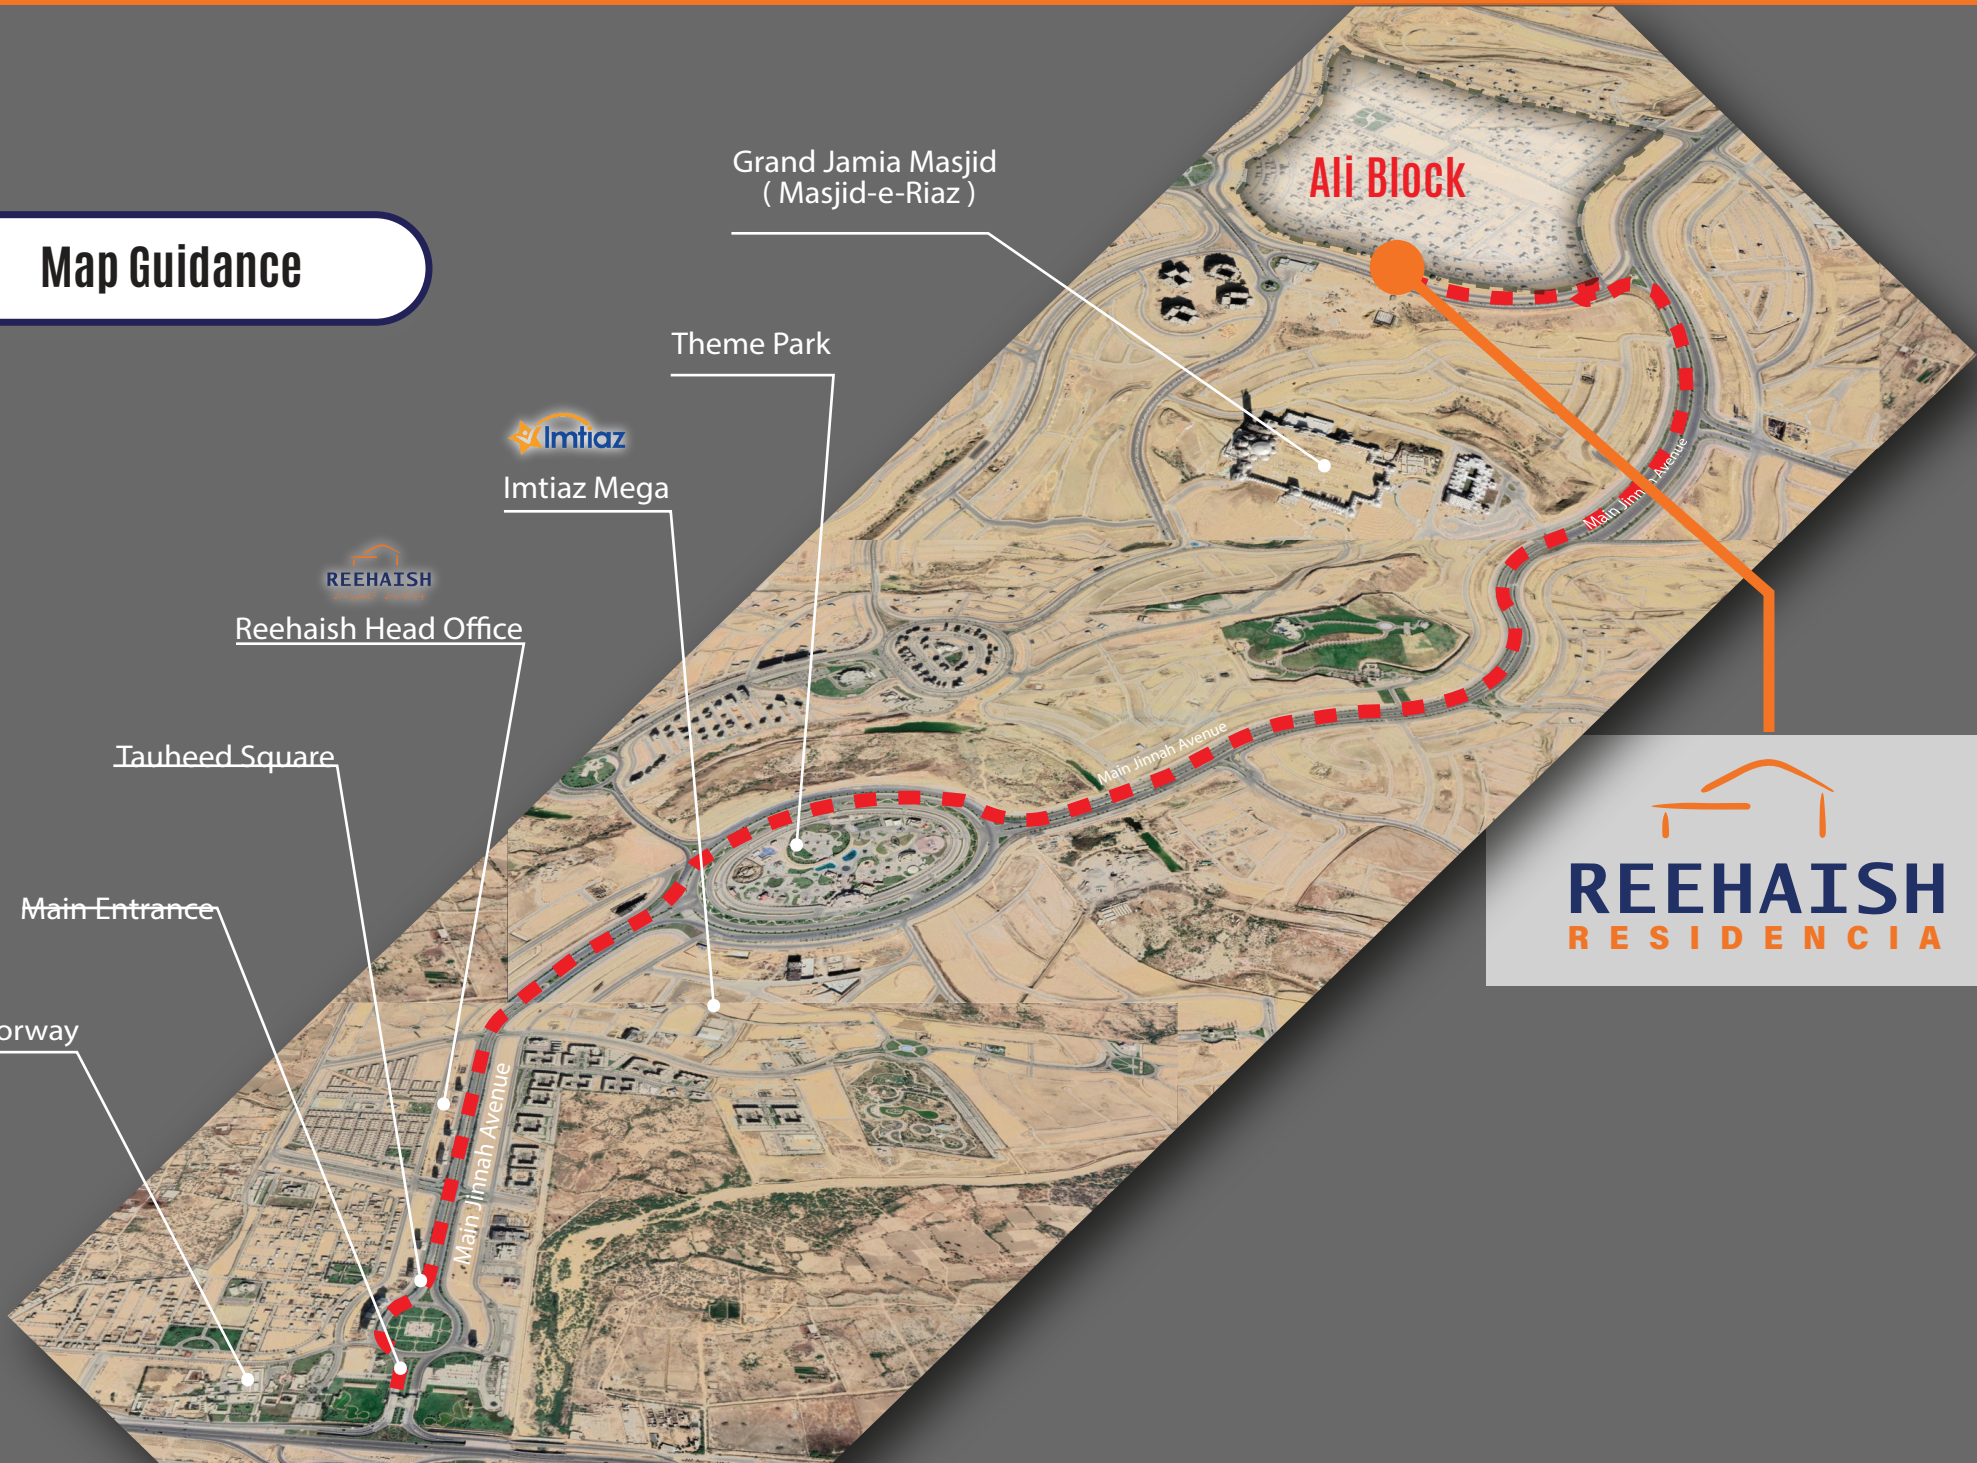 Map Guidance
Grand Jamia Masjid
( Masjid-e-Riaz )
Ali Block
Theme Park
Imtiaz
Imtiaz Mega
REEHAISH
Reehaish Head Office
Tauheed Square
Main Entrance
orway
Main Jinnah Avenue
Main Jinnah Avenue
Main Jinnah Avenue
REEHAISH
RESIDENCIA